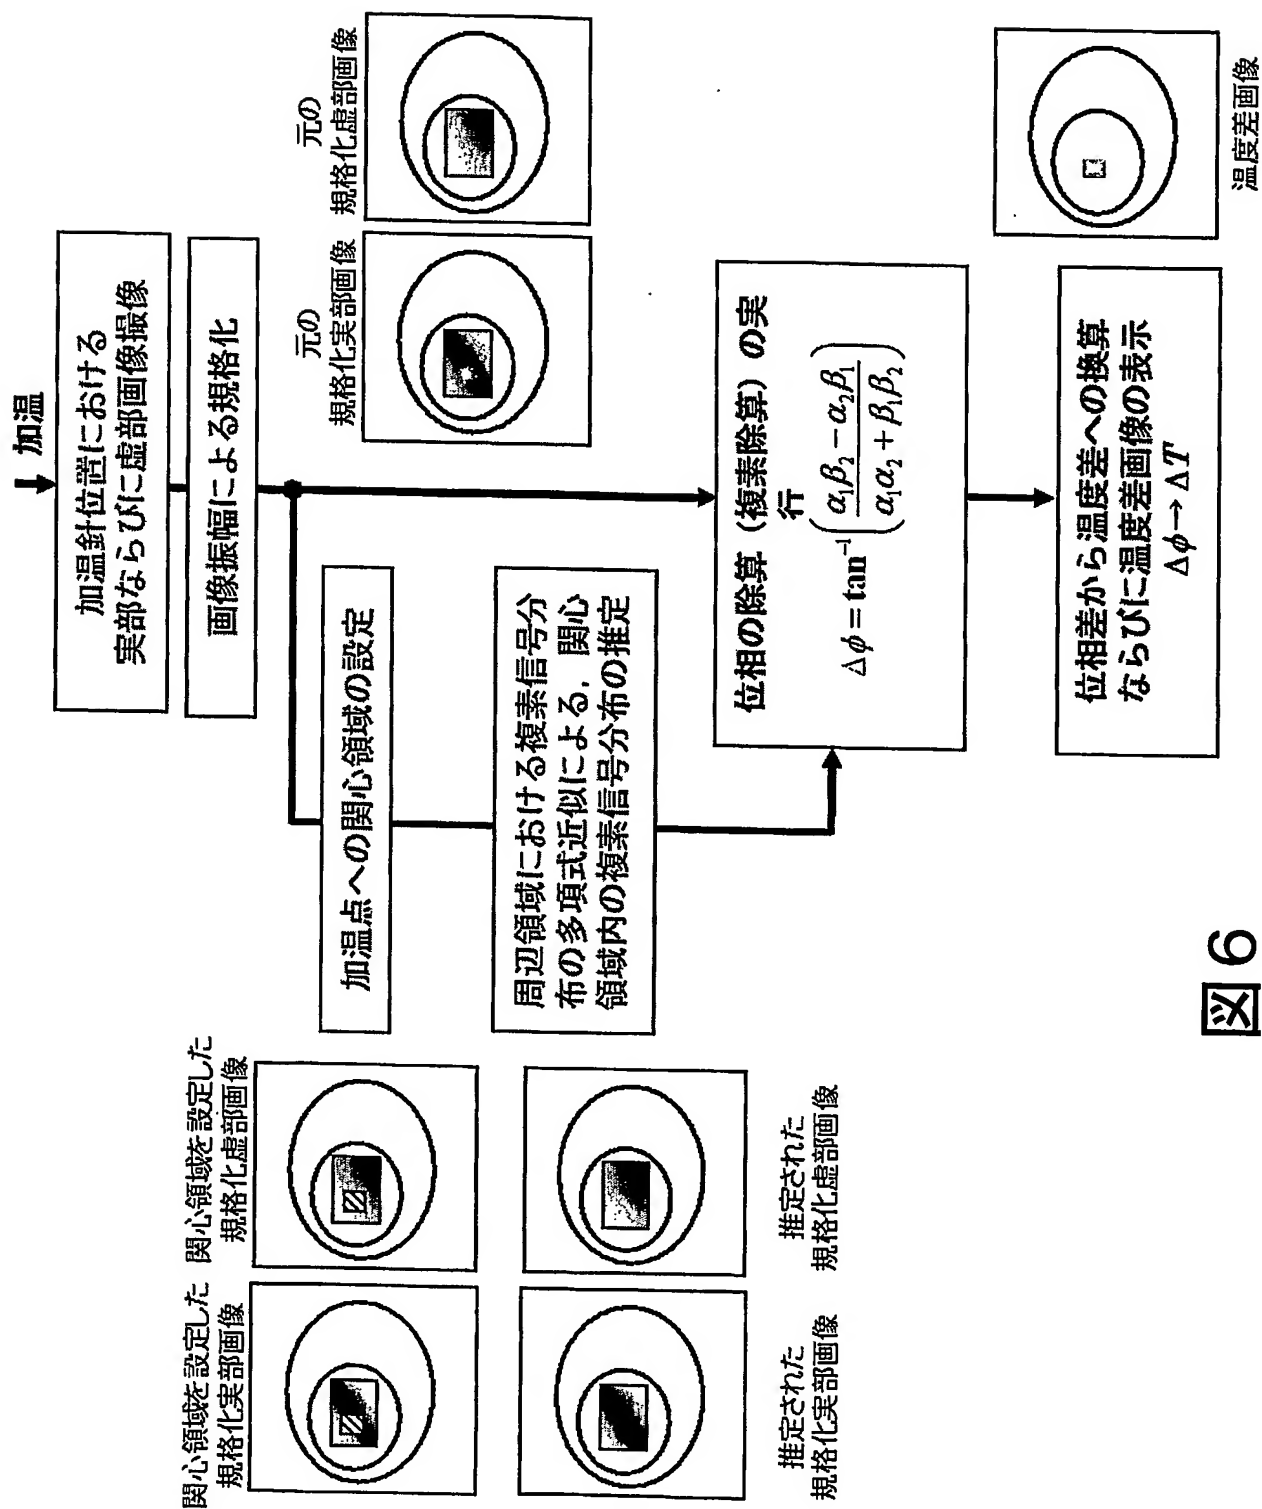 加温
加温針位置における
実部ならびに虚部画像撮像
画像振幅による規格化
元の
規格化実部画像
元の
規格化虚部画像
加温点への関心領域の設定
関心領域を設定した
規格化実部画像
関心領域を設定した
規格化虚部画像
周辺領域における複素信号分
布の多項式近似による，関心
領域内の複素信号分布の推定
推定された
規格化実部画像
推定された
規格化虚部画像
位相の除算（複素除算）の実
行
Δφ = tan⁻¹((α₁β₂ − α₂β₁)/(α₁α₂ + β₁β₂))
位相差から温度差への換算
ならびに温度差画像の表示
Δφ→ΔT
温度差画像
図6